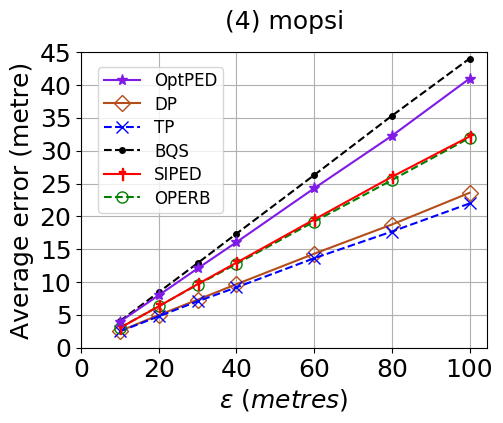 (4) mopsi
Average error (metre)
45
40
35
30
25
20
15
10
5
0
OptPED
DP
TP
BQS
SIPED
OPERB
0 20 40 60 80 100
ε (metres)